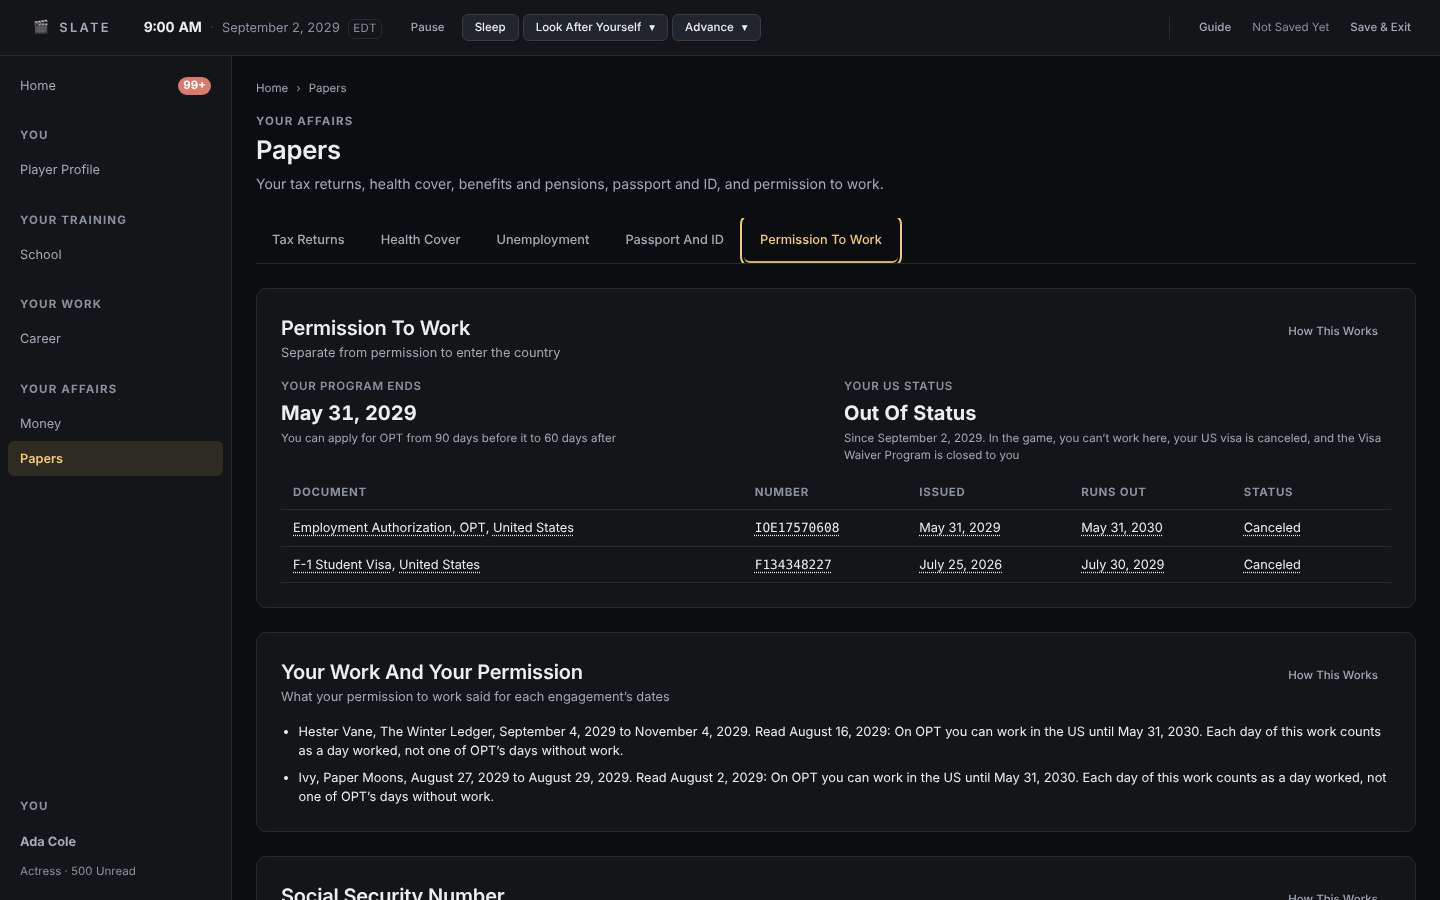 SLATE
9:00 AM · September 2, 2029 EDT
Pause
Sleep
Look After Yourself ▾
Advance ▾
Guide
Not Saved Yet
Save & Exit
Home 99+
YOU
Player Profile
YOUR TRAINING
School
YOUR WORK
Career
YOUR AFFAIRS
Money
Papers
YOU
Ada Cole
Actress · 500 Unread
Home › Papers
YOUR AFFAIRS
Papers
Your tax returns, health cover, benefits and pensions, passport and ID, and permission to work.
Tax Returns
Health Cover
Unemployment
Passport And ID
Permission To Work
Permission To Work
How This Works
Separate from permission to enter the country
YOUR PROGRAM ENDS
May 31, 2029
You can apply for OPT from 90 days before it to 60 days after
YOUR US STATUS
Out Of Status
Since September 2, 2029. In the game, you can't work here, your US visa is canceled, and the Visa
Waiver Program is closed to you
DOCUMENT NUMBER ISSUED RUNS OUT STATUS
Employment Authorization, OPT, United States IOE17570608 May 31, 2029 May 31, 2030 Canceled
F-1 Student Visa, United States F134348227 July 25, 2026 July 30, 2029 Canceled
Your Work And Your Permission
How This Works
What your permission to work said for each engagement's dates
• Hester Vane, The Winter Ledger, September 4, 2029 to November 4, 2029. Read August 16, 2029: On OPT you can work in the US until May 31, 2030. Each day of this work counts
as a day worked, not one of OPT's days without work.
• Ivy, Paper Moons, August 27, 2029 to August 29, 2029. Read August 2, 2029: On OPT you can work in the US until May 31, 2030. Each day of this work counts as a day worked, not
one of OPT's days without work.
Social Security Number
How This Works